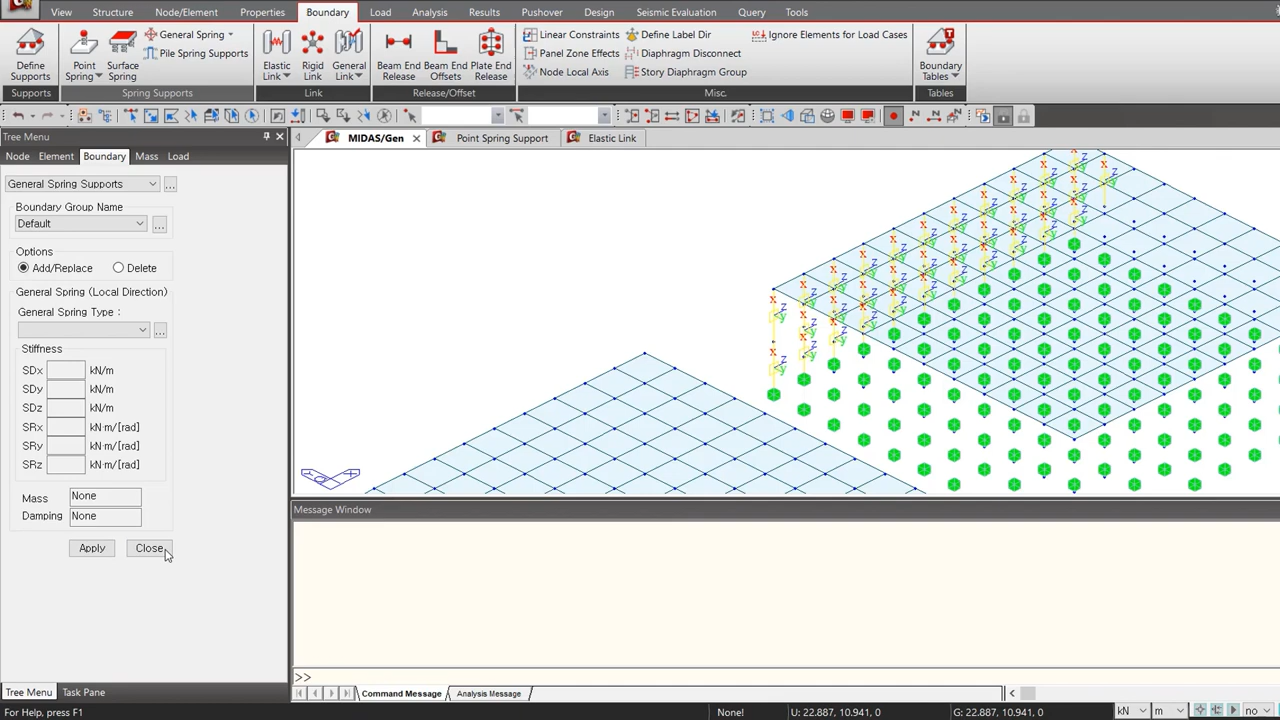 View Structure Node/Element Properties Boundary Load Analysis Results Pushover Design Seismic Evaluation Query Tools
Define Supports
Point Spring
Surface Spring
General Spring
Pile Spring Supports
Elastic Link
Rigid Link
General Link
Beam End Release
Beam End Offsets
Plate End Release
Linear Constraints
Panel Zone Effects
Node Local Axis
Define Label Dir
Diaphragm Disconnect
Story Diaphragm Group
Ignore Elements for Load Cases
Boundary Tables
Supports Spring Supports Link Release/Offset Misc. Tables
Tree Menu
MIDAS/Gen Point Spring Support Elastic Link
Node Element Boundary Mass Load
General Spring Supports ...
Boundary Group Name
Default ...
Options
Add/Replace Delete
General Spring (Local Direction)
General Spring Type :
...
Stiffness
SDx kN/m
SDy kN/m
SDz kN/m
SRx kN·m/[rad]
SRy kN·m/[rad]
SRz kN·m/[rad]
Mass None
Damping None
Apply Close
Message Window
>>
Tree Menu Task Pane
Command Message Analysis Message
For Help, press F1
None! U: 22.887, 10.941, 0 G: 22.887, 10.941, 0 kN m no